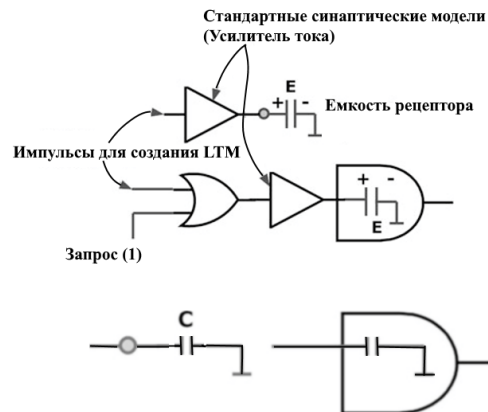 Стандартные синаптические модели
(Усилитель тока)
E
+ -
Емкость рецептора
Импульсы для создания LTM
+ -
E
Запрос (1)
C